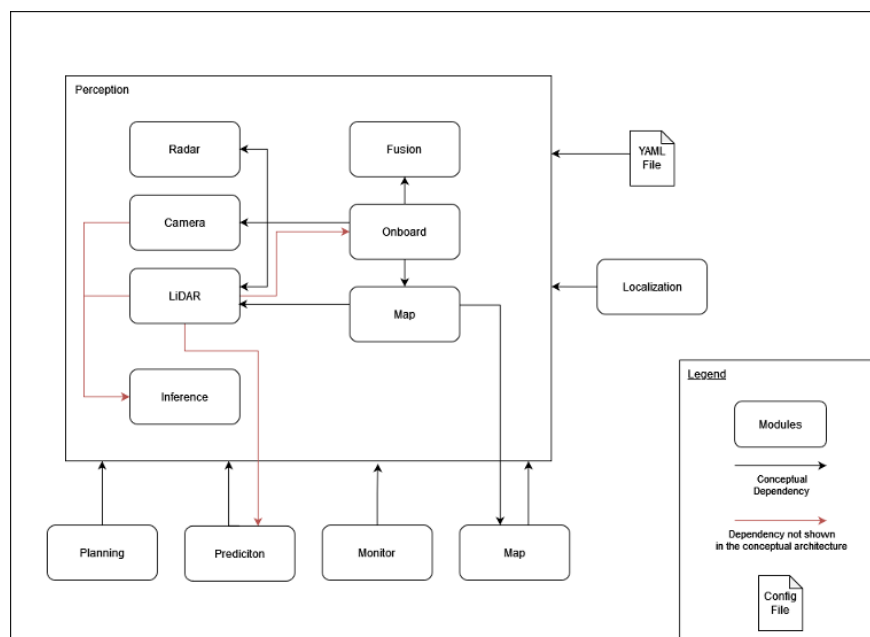 Perception
Radar
Fusion
YAML
File
Camera
Onboard
LiDAR
Map
Localization
Inference
Planning
Prediciton
Monitor
Map
Legend
Modules
Conceptual
Dependency
Dependency not shown
in the conceptual architecture
Config
File